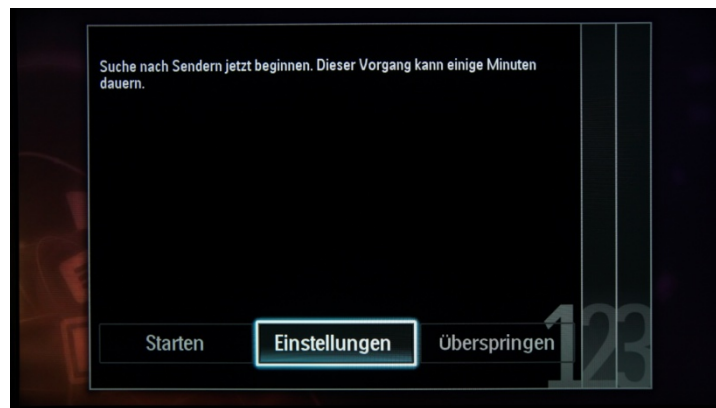 Suche nach Sendern jetzt beginnen. Dieser Vorgang kann einige Minuten
dauern.
Starten Einstellungen Überspringen
123